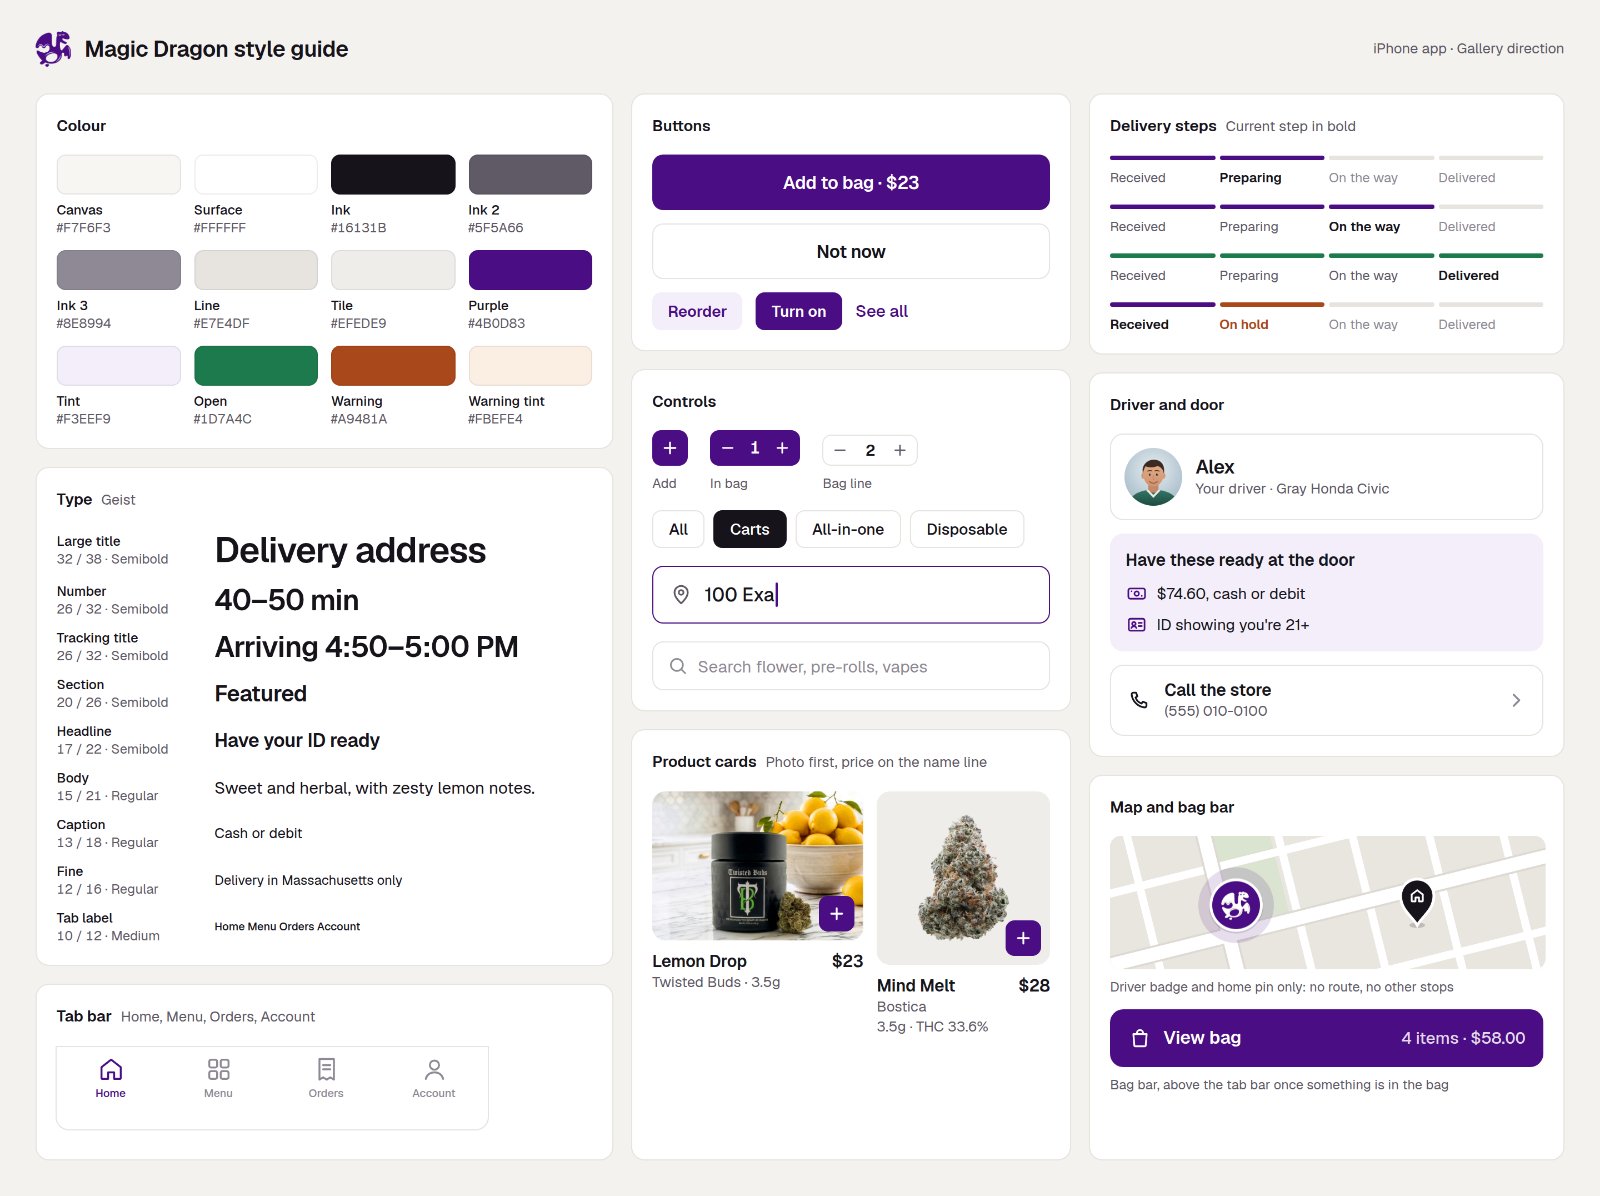 Magic Dragon style guide
iPhone app · Gallery direction
Colour
Canvas
#F7F6F3
Surface
#FFFFFF
Ink
#16131B
Ink 2
#5F5A66
Ink 3
#8E8994
Line
#E7E4DF
Tile
#EFEDE9
Purple
#4B0D83
Tint
#F3EEF9
Open
#1D7A4C
Warning
#A9481A
Warning tint
#FBEFE4
Type Geist
Large title
32 / 38 · Semibold
Delivery address
Number
26 / 32 · Semibold
40–50 min
Tracking title
26 / 32 · Semibold
Arriving 4:50–5:00 PM
Section
20 / 26 · Semibold
Featured
Headline
17 / 22 · Semibold
Have your ID ready
Body
15 / 21 · Regular
Sweet and herbal, with zesty lemon notes.
Caption
13 / 18 · Regular
Cash or debit
Fine
12 / 16 · Regular
Delivery in Massachusetts only
Tab label
10 / 12 · Medium
Home Menu Orders Account
Tab bar Home, Menu, Orders, Account
Home
Menu
Orders
Account
Buttons
Add to bag · $23
Not now
Reorder
Turn on
See all
Controls
1
2
Add
In bag
Bag line
All
Carts
All-in-one
Disposable
100 Exa
Search flower, pre-rolls, vapes
Product cards Photo first, price on the name line
Twisted Buds
Lemon Drop $23
Twisted Buds · 3.5g
Mind Melt $28
Bostica
3.5g · THC 33.6%
Delivery steps Current step in bold
Received Preparing On the way Delivered
Received Preparing On the way Delivered
Received Preparing On the way Delivered
Received On hold On the way Delivered
Driver and door
Alex
Your driver · Gray Honda Civic
Have these ready at the door
$74.60, cash or debit
ID showing you're 21+
Call the store
(555) 010-0100
Map and bag bar
Driver badge and home pin only: no route, no other stops
View bag 4 items · $58.00
Bag bar, above the tab bar once something is in the bag